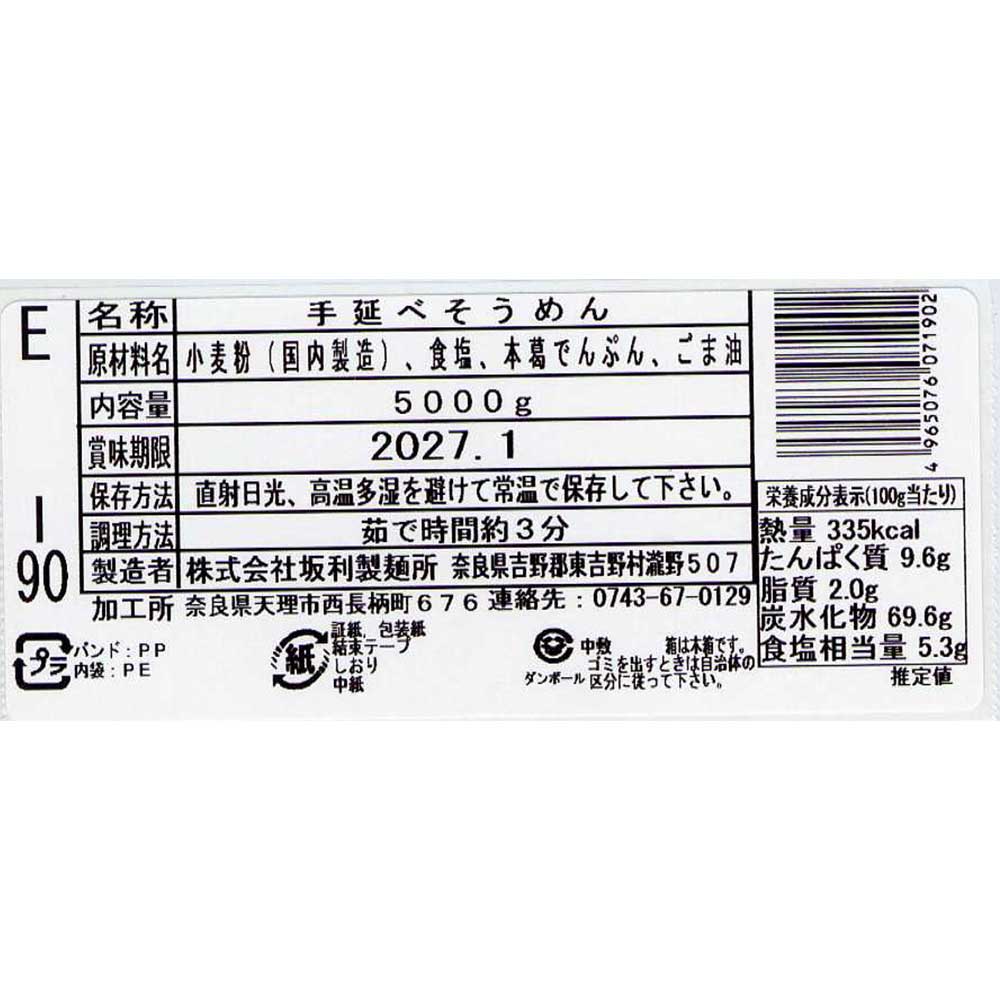 E
I
90
名称 手延べそうめん
原材料名 小麦粉(国内製造)、食塩、本葛でんぷん、ごま油
内容量 5000g
賞味期限 2027.1
保存方法 直射日光、高温多湿を避けて常温で保存して下さい。
調理方法 茹で時間約3分
製造者 株式会社坂利製麺所 奈良県吉野郡東吉野村瀧野507
加工所 奈良県天理市西長柄町676 連絡先:0743-67-0129
4 965076 071902
栄養成分表示(100g当たり)
熱量 335kcal
たんぱく質 9.6g
脂質 2.0g
炭水化物 69.6g
食塩相当量 5.3g
推定値
プラ
バンド:PP
内袋:PE
紙
証紙、包装紙
結束テープ
しおり
中紙
中敷
ダンボール
箱は木箱です。
ゴミを出すときは自治体の
区分に従って下さい。